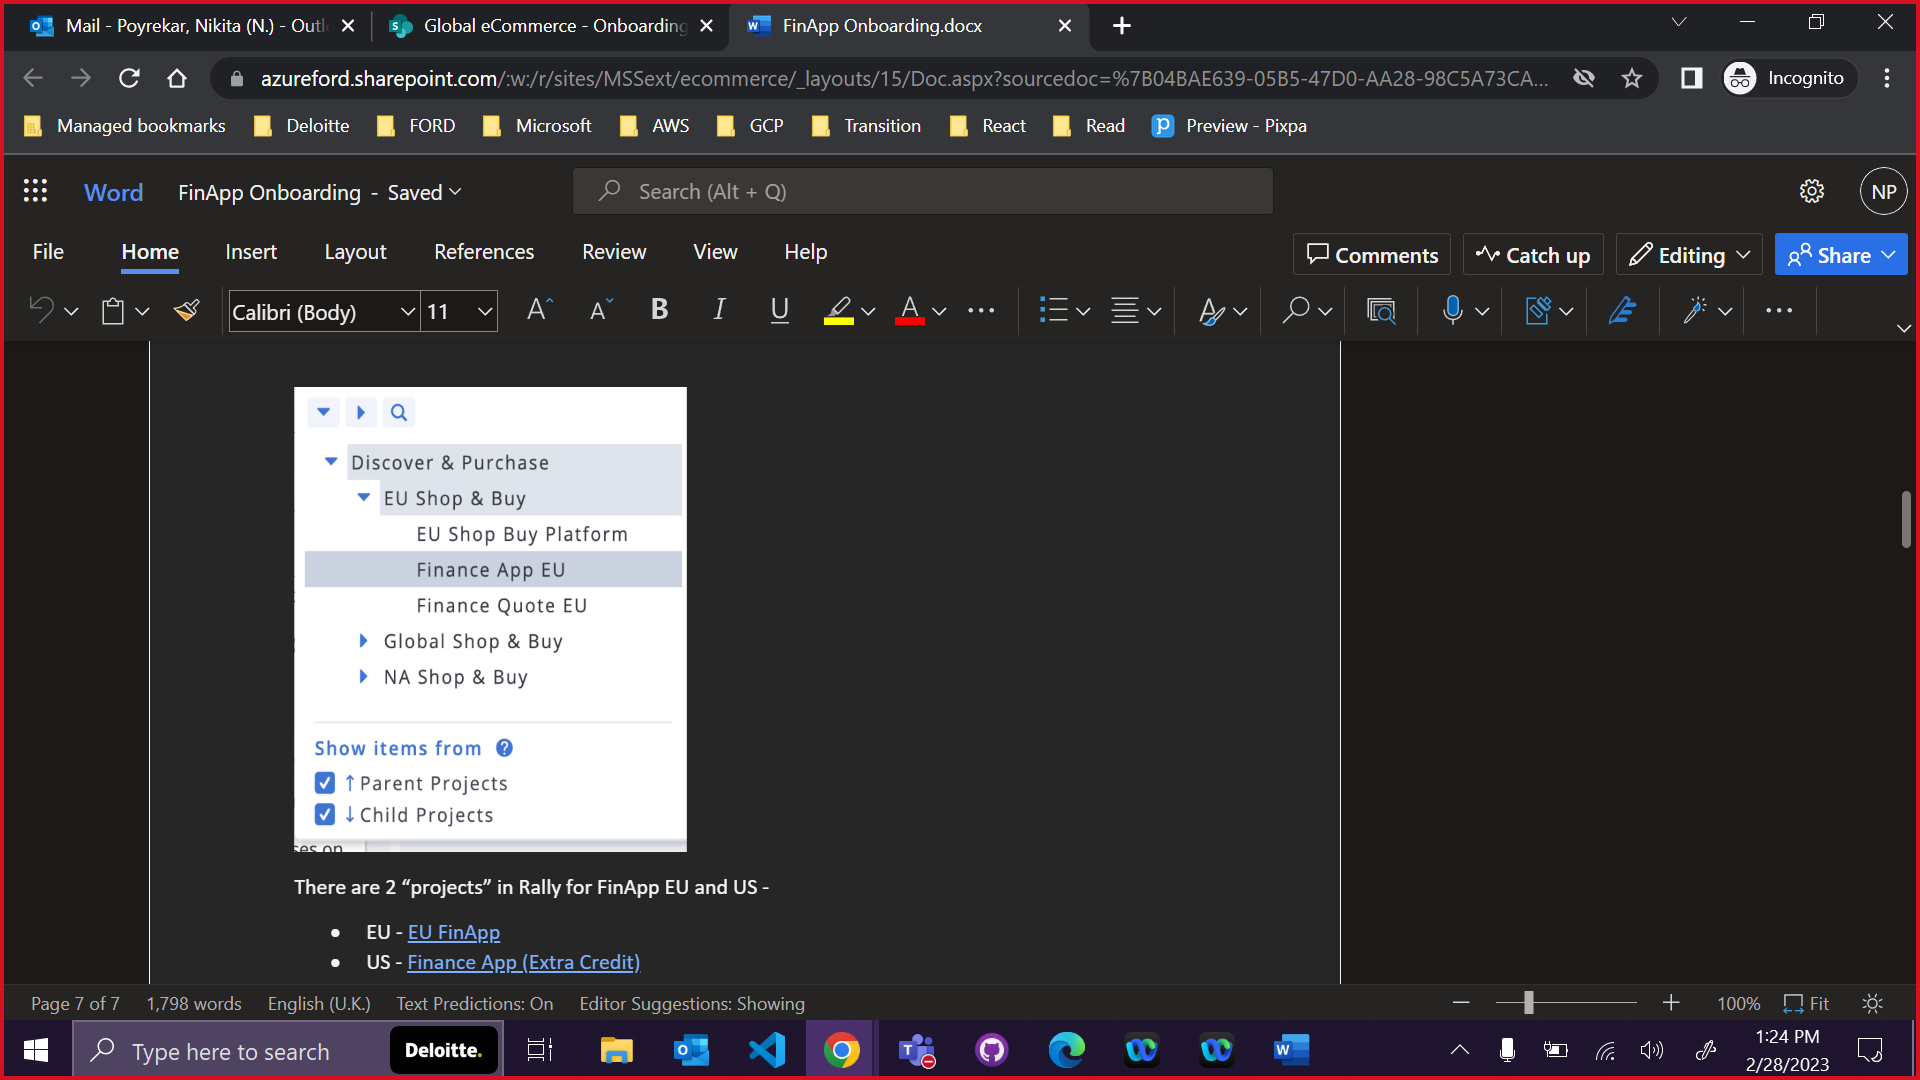 Mail - Poyrekar, Nikita (N.) - Outl
Global eCommerce - Onboarding
FinApp Onboarding.docx
azureford.sharepoint.com/:w:/r/sites/MSSext/ecommerce/_layouts/15/Doc.aspx?sourcedoc=%7B04BAE639-05B5-47D0-AA28-98C5A73CA...
Incognito
Managed bookmarks
Deloitte
FORD
Microsoft
AWS
GCP
Transition
React
Read
Preview - Pixpa
Word
FinApp Onboarding - Saved
Search (Alt + Q)
NP
File
Home
Insert
Layout
References
Review
View
Help
Comments
Catch up
Editing
Share
Calibri (Body)
11
Discover & Purchase
EU Shop & Buy
EU Shop Buy Platform
Finance App EU
Finance Quote EU
Global Shop & Buy
NA Shop & Buy
Show items from
Parent Projects
Child Projects
There are 2 “projects” in Rally for FinApp EU and US -
• EU - EU FinApp
• US - Finance App (Extra Credit)
Page 7 of 7
1,798 words
English (U.K.)
Text Predictions: On
Editor Suggestions: Showing
100%
Fit
Type here to search
Deloitte.
1:24 PM
2/28/2023